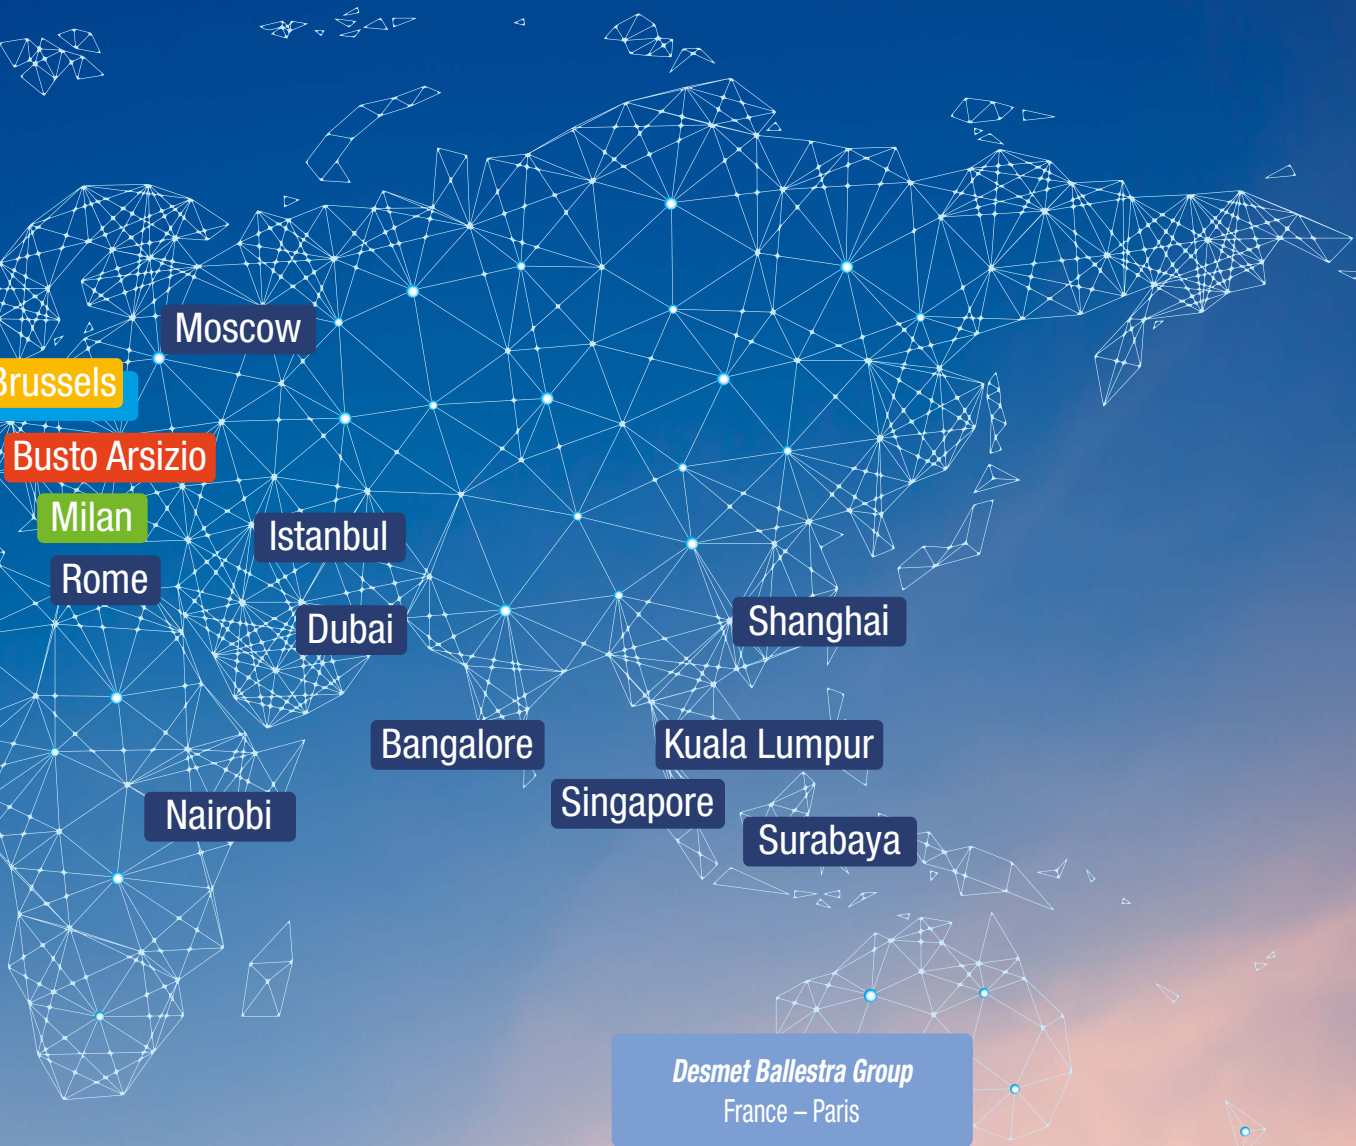 Moscow
Brussels
Busto Arsizio
Milan
Istanbul
Rome
Dubai
Shanghai
Bangalore
Kuala Lumpur
Singapore
Nairobi
Surabaya
Desmet Ballestra Group
France – Paris